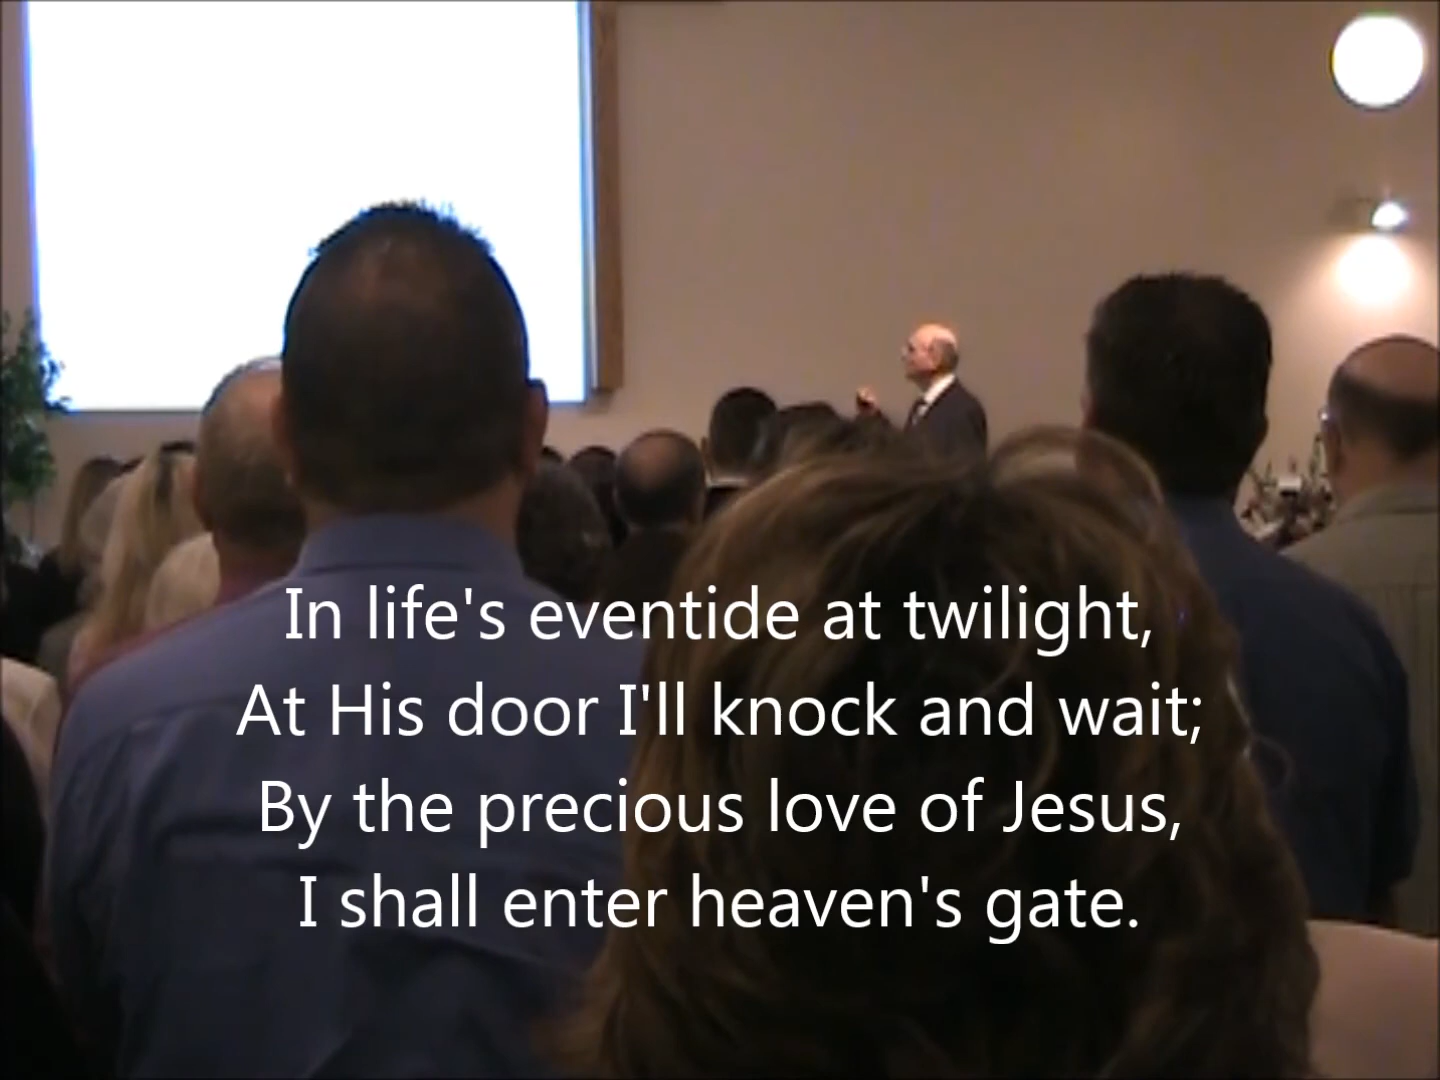 In life's eventide at twilight,
At His door I'll knock and wait;
By the precious love of Jesus,
I shall enter heaven's gate.